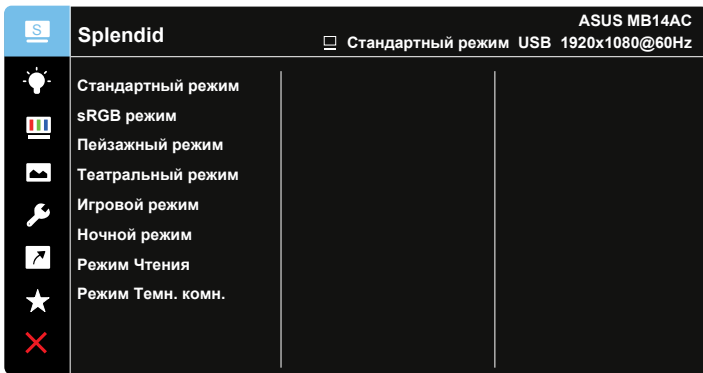 S
Splendid
ASUS MB14AC
Стандартный режим USB 1920x1080@60Hz
Стандартный режим
sRGB режим
Пейзажный режим
Театральный режим
Игровой режим
Ночной режим
Режим Чтения
Режим Темн. комн.